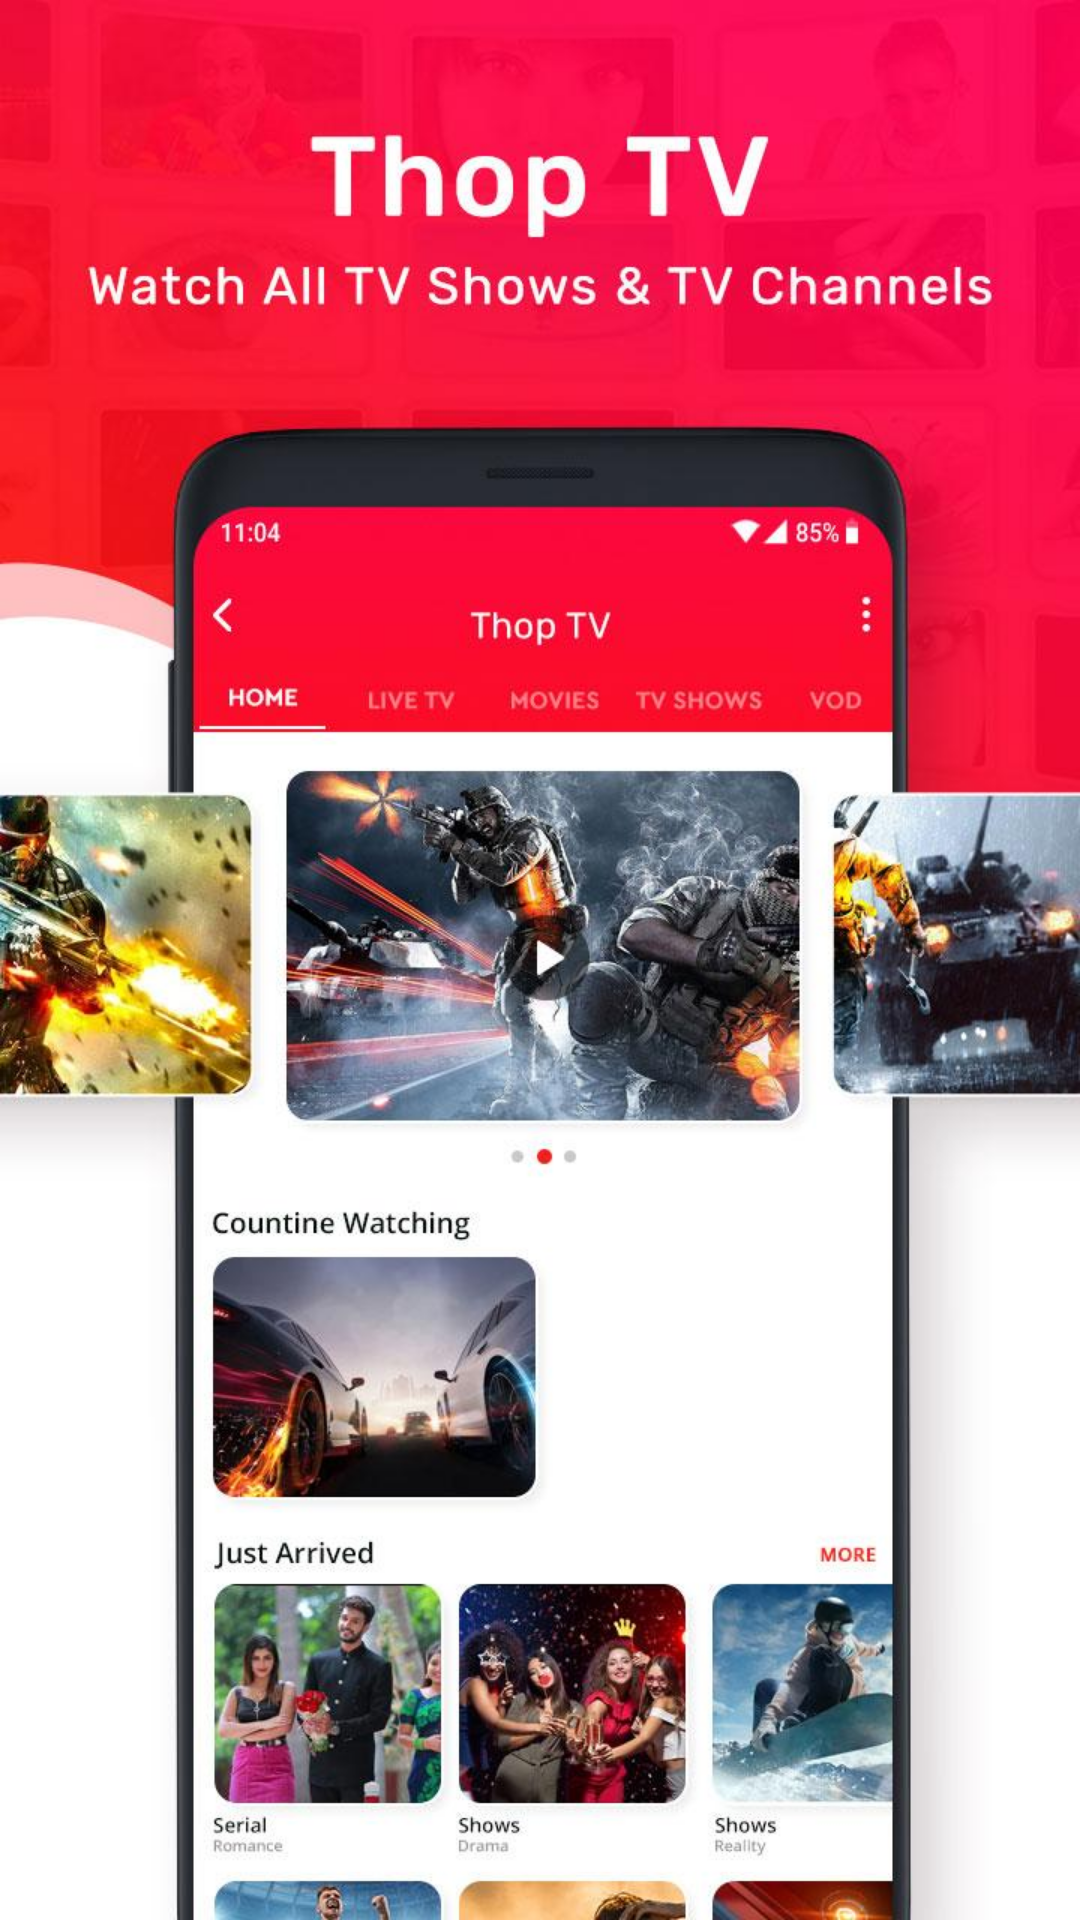 Thop TV
Watch All TV Shows & TV Channels
11:04
85%
Thop TV
HOME LIVE TV MOVIES TV SHOWS VOD
Countine Watching
Just Arrived MORE
Serial Shows Shows
Romance Drama Reality